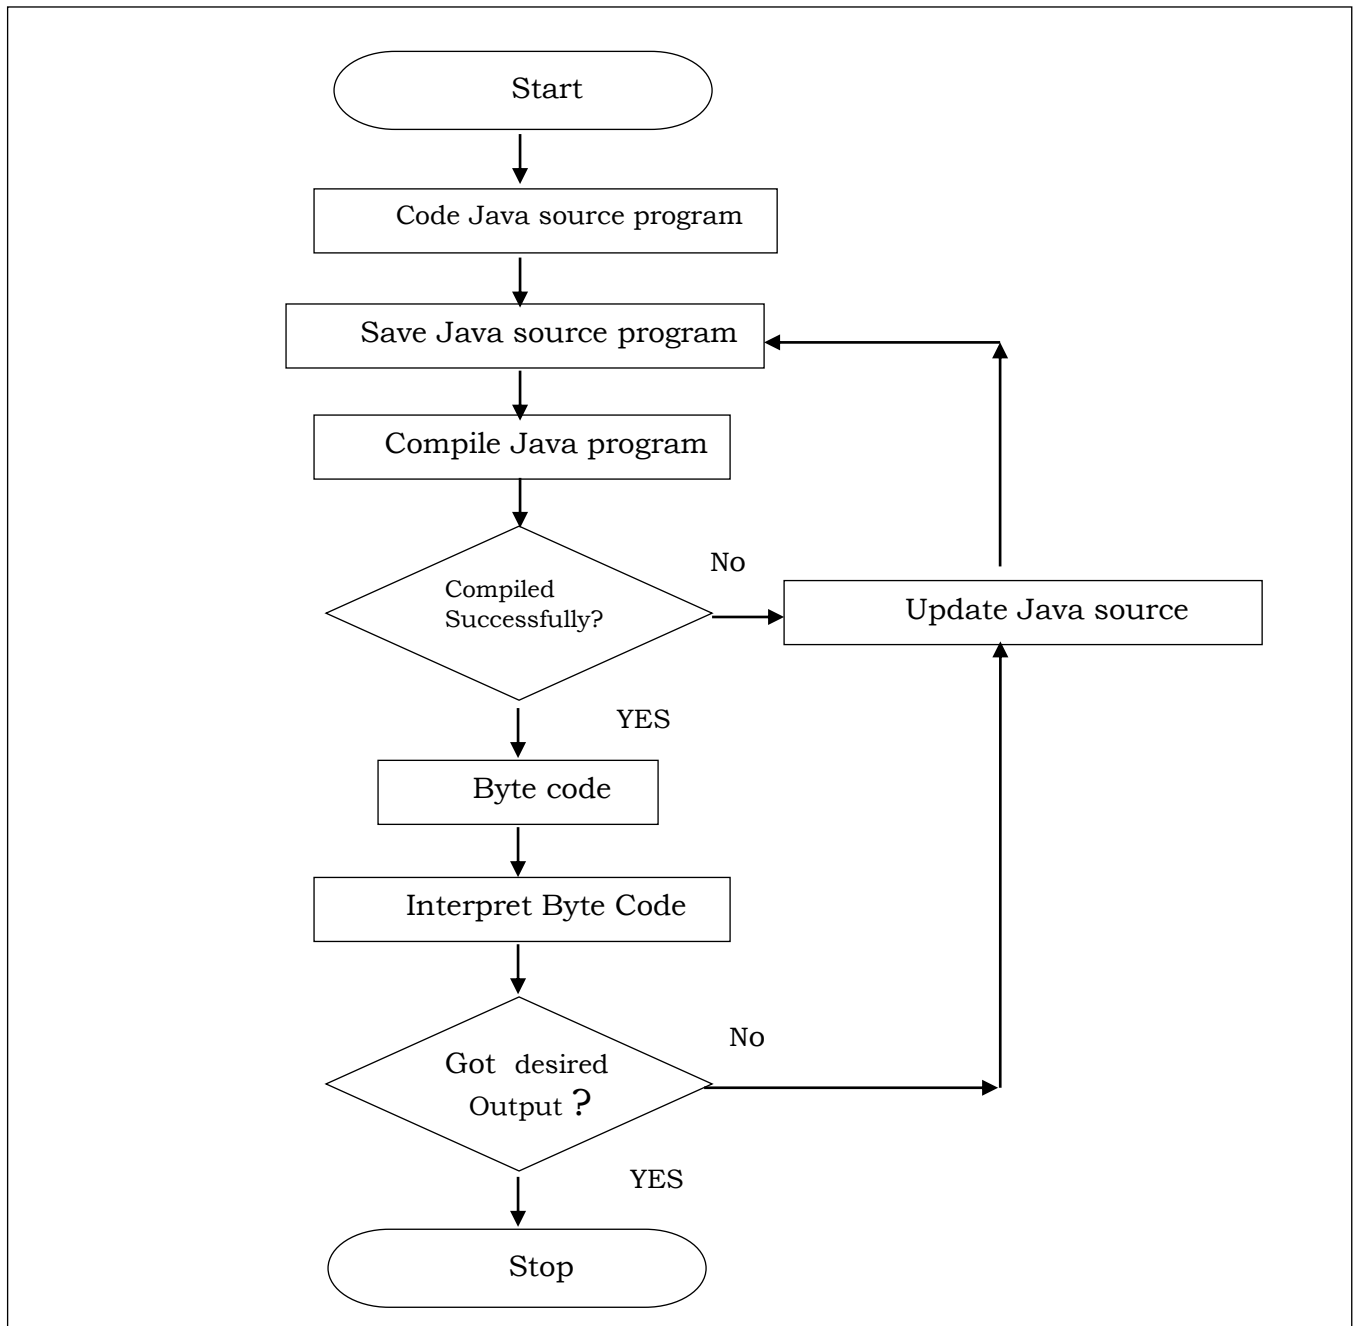 Start
Code Java source program
Save Java source program
Compile Java program
Compiled
Successfully?
No
Update Java source
YES
Byte code
Interpret Byte Code
Got desired
Output ?
No
YES
Stop